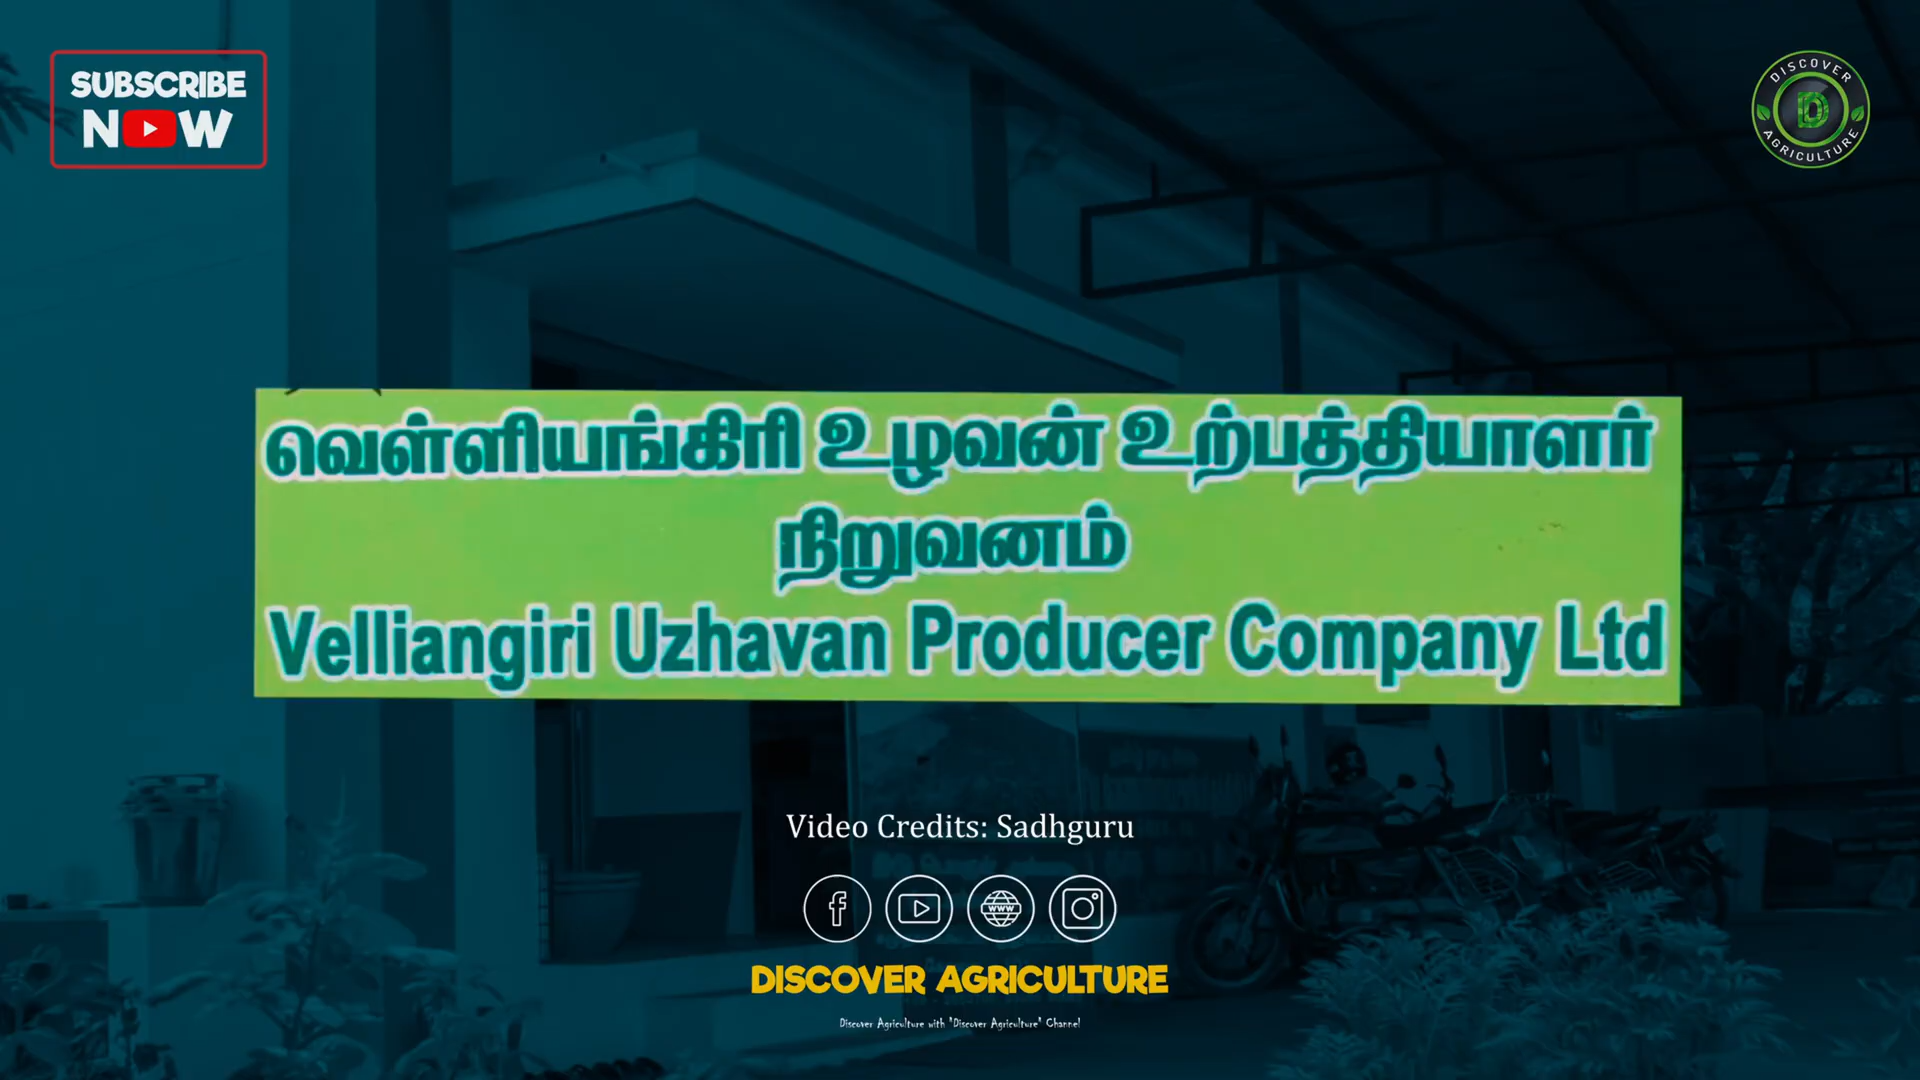 SUBSCRIBE
NOW
DISCOVER
D
AGRICULTURE
வெள்ளியங்கிரி உழவன் உற்பத்தியாளர்
நிறுவனம்
Velliangiri Uzhavan Producer Company Ltd
Video Credits: Sadhguru
www
DISCOVER AGRICULTURE
Discover Agriculture with "Discover Agriculture" Channel